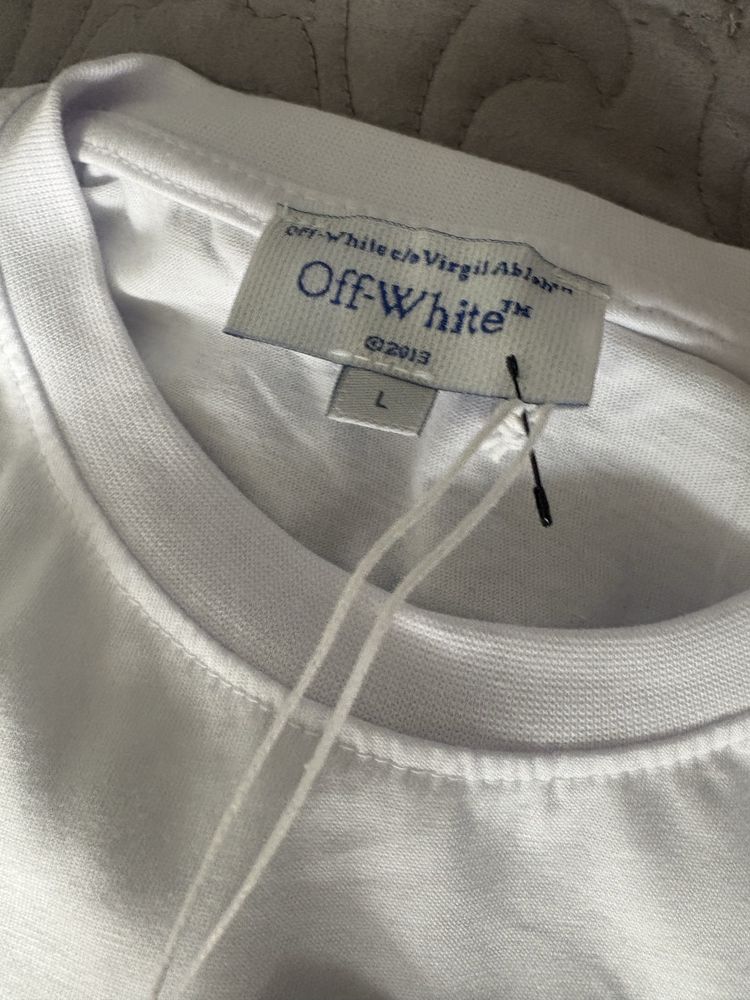 Off-White c/o Virgil Abloh™
Off-White™
©2013
L